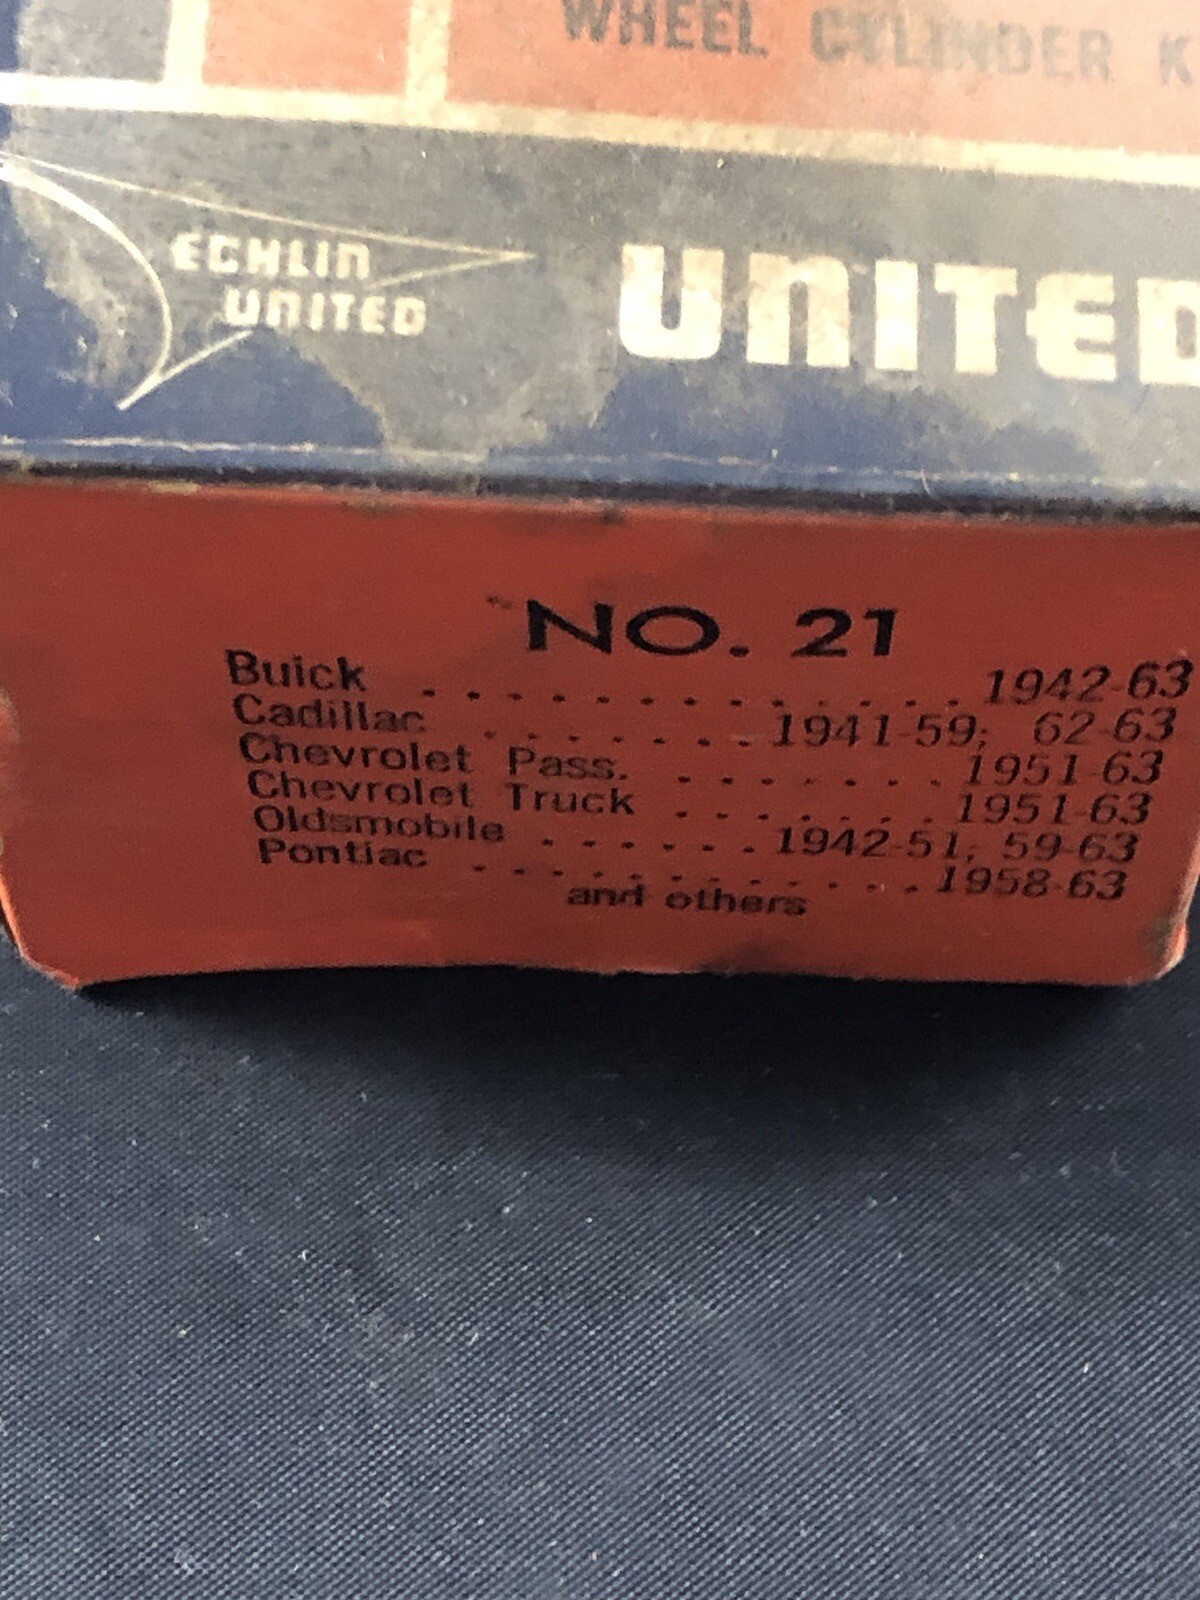 WHEEL CYLINDER K
ECHLIN
UNITED
UNITED
NO. 21
Buick . . . . . . . . . . . . . 1942-63
Cadillac . . . . . . . 1941-59; 62-63
Chevrolet Pass. . . . . . . . 1951-63
Chevrolet Truck . . . . . . . 1951-63
Oldsmobile . . . . . . 1942-51, 59-63
Pontiac . . . . . . . . . . . . 1958-63
and others